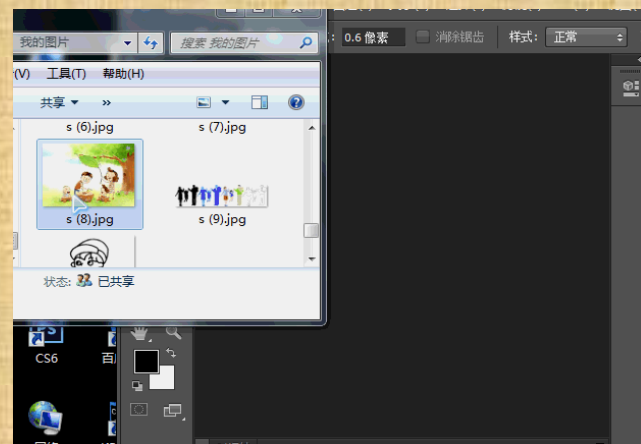 我的图片
搜索 我的图片
0.6 像素
消除锯齿
样式: 正常
(V) 工具(T) 帮助(H)
共享 »
s (6).jpg s (7).jpg
s (8).jpg s (9).jpg
状态: 已共享
PS
CS6